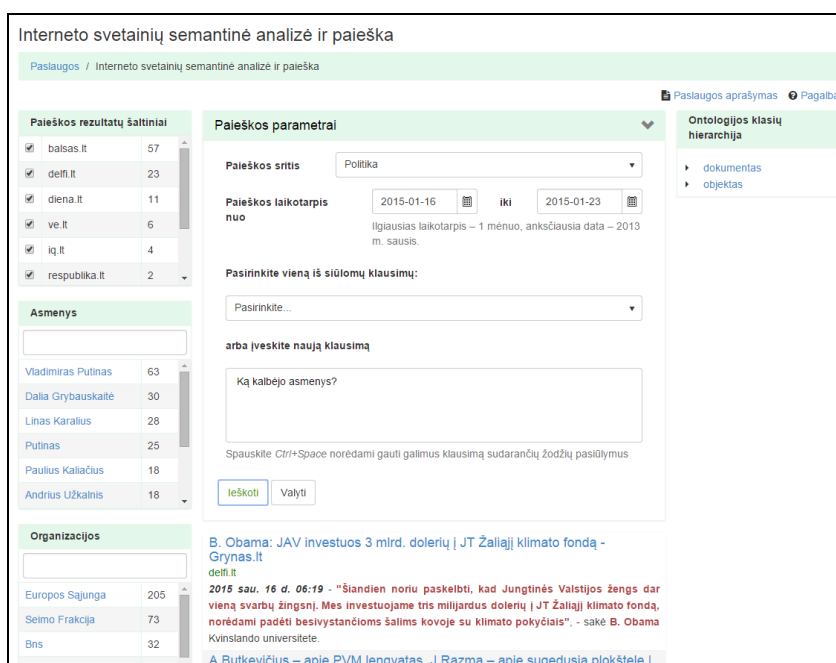 Interneto svetainių semantinė analizė ir paieška
Paslaugos / Interneto svetainių semantinė analizė ir paieška
Paslaugos aprašymas Pagalba
Paieškos rezultatų šaltiniai
balsas.lt 57
delfi.lt 23
diena.lt 11
ve.lt 6
iq.lt 4
respublika.lt 2
Asmenys
Vladimiras Putinas 63
Dalia Grybauskaitė 30
Linas Karalius 28
Putinas 25
Paulius Kaliačius 18
Andrius Užkalnis 18
Organizacijos
Europos Sąjunga 205
Seimo Frakcija 73
Bns 32
Paieškos parametrai
Paieškos sritis Politika
Paieškos laikotarpis
nuo 2015-01-16 iki 2015-01-23
Ilgiausias laikotarpis – 1 mėnuo, anksčiausia data – 2013
m. sausis.
Pasirinkite vieną iš siūlomų klausimų:
Pasirinkite...
arba įveskite naują klausimą
Ką kalbėjo asmenys?
Spauskite Ctrl+Space norėdami gauti galimus klausimą sudarančių žodžių pasiūlymus
Ieškoti Valyti
B. Obama: JAV investuos 3 mlrd. dolerių į JT Žaliąjį klimato fondą -
Grynas.lt
delfi.lt
2015 sau. 16 d. 06:19 - "Šiandien noriu paskelbti, kad Jungtinės Valstijos žengs dar
vieną svarbų žingsnį. Mes investuojame tris milijardus dolerių į JT Žaliąjį klimato fondą,
norėdami padėti besivystančioms šalims kovoje su klimato pokyčiais", - sakė B. Obama
Kvinslando universitete.
A.Butkevičius – apie PVM lengvatas, J.Razma – apie sugedusią plokštelę |
Ontologijos klasių
hierarchija
dokumentas
objektas